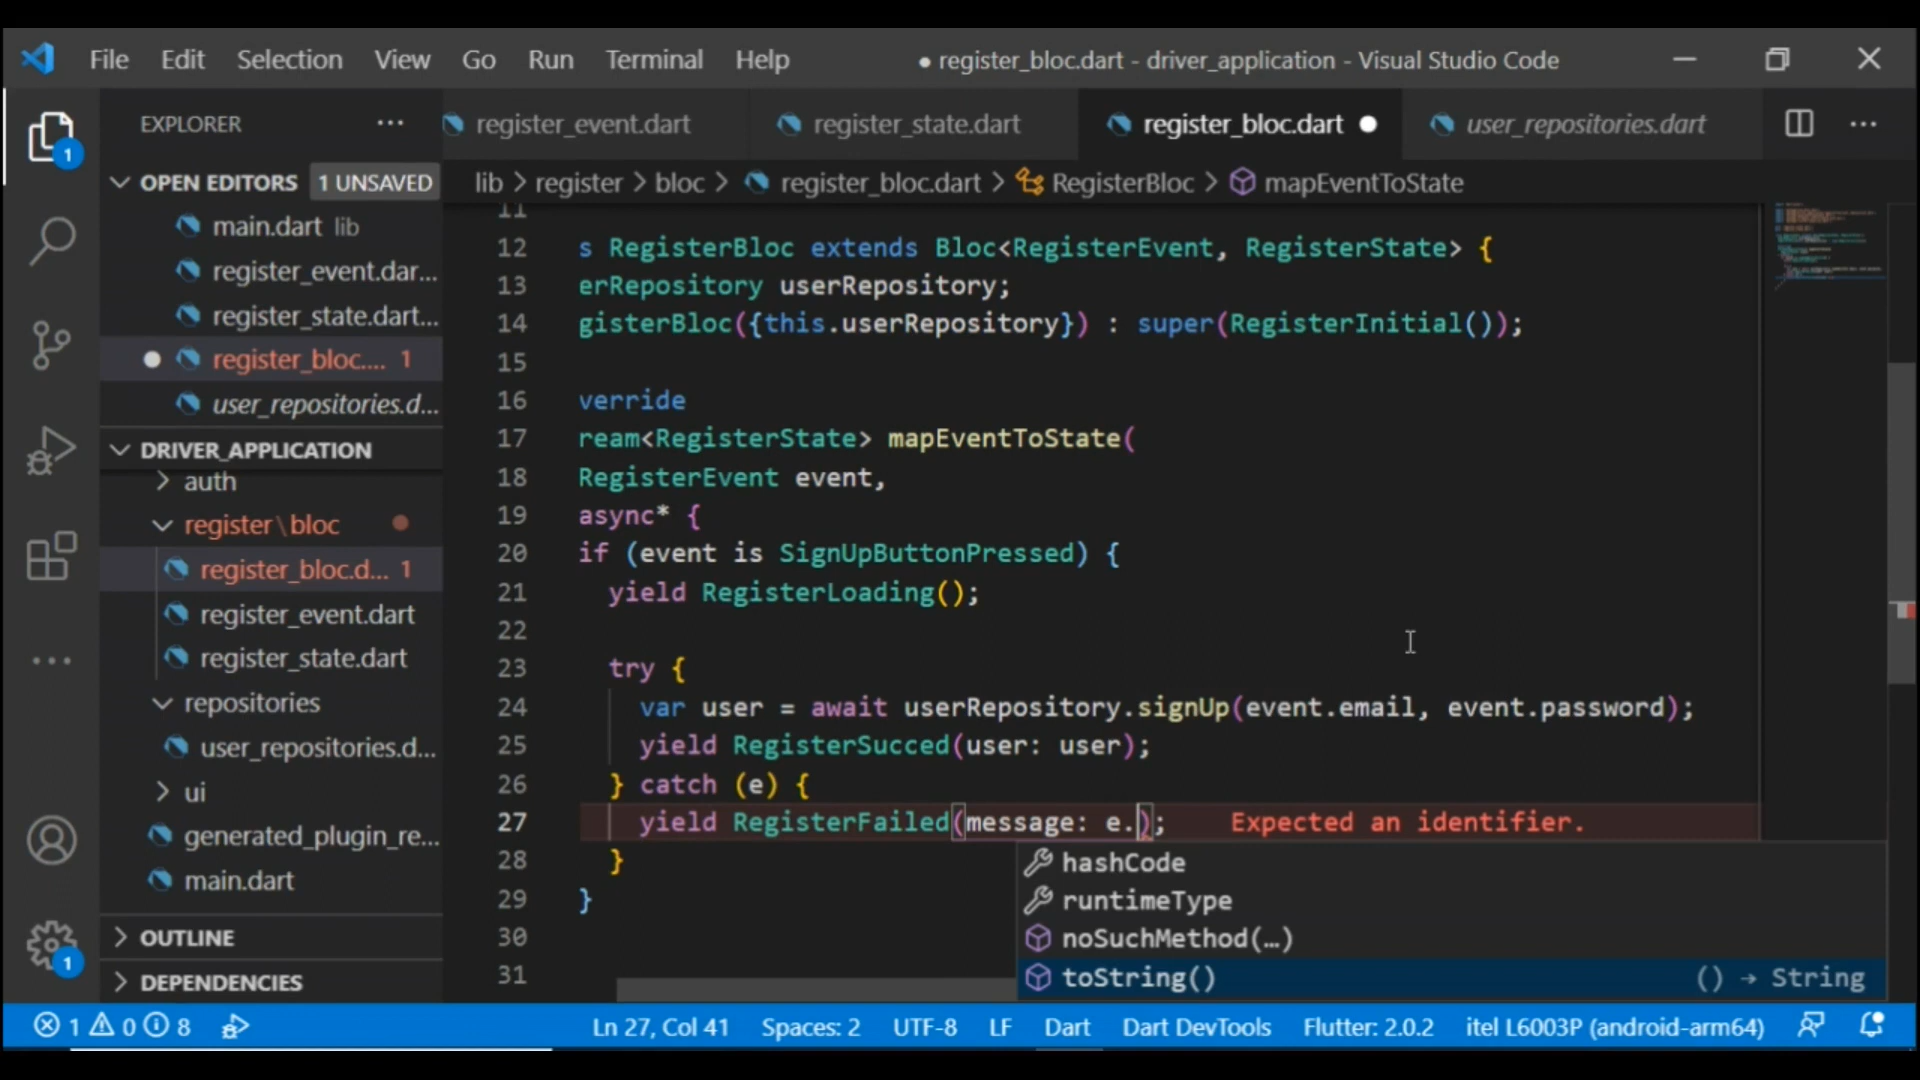 File Edit Selection View Go Run Terminal Help ● register_bloc.dart - driver_application - Visual Studio Code
EXPLORER ...
register_event.dart register_state.dart register_bloc.dart ● user_repositories.dart ...
1
OPEN EDITORS 1 UNSAVED
lib > register > bloc > register_bloc.dart > RegisterBloc > mapEventToState
main.dart lib
register_event.dar...
register_state.dart...
register_bloc.... 1
user_repositories.d...
DRIVER_APPLICATION
auth
register\bloc
register_bloc.d... 1
register_event.dart
register_state.dart
repositories
user_repositories.d...
ui
generated_plugin_re...
main.dart
OUTLINE
DEPENDENCIES
1
11
12 s RegisterBloc extends Bloc<RegisterEvent, RegisterState> {
13 erRepository userRepository;
14 gisterBloc({this.userRepository}) : super(RegisterInitial());
15
16 verride
17 ream<RegisterState> mapEventToState(
18 RegisterEvent event,
19 async* {
20 if (event is SignUpButtonPressed) {
21 yield RegisterLoading();
22
23 try {
24 var user = await userRepository.signUp(event.email, event.password);
25 yield RegisterSucced(user: user);
26 } catch (e) {
27 yield RegisterFailed(message: e.); Expected an identifier.
28 }
29 }
30
31
hashCode
runtimeType
noSuchMethod(…)
toString() () → String
1 0 8 Ln 27, Col 41 Spaces: 2 UTF-8 LF Dart Dart DevTools Flutter: 2.0.2 itel L6003P (android-arm64)